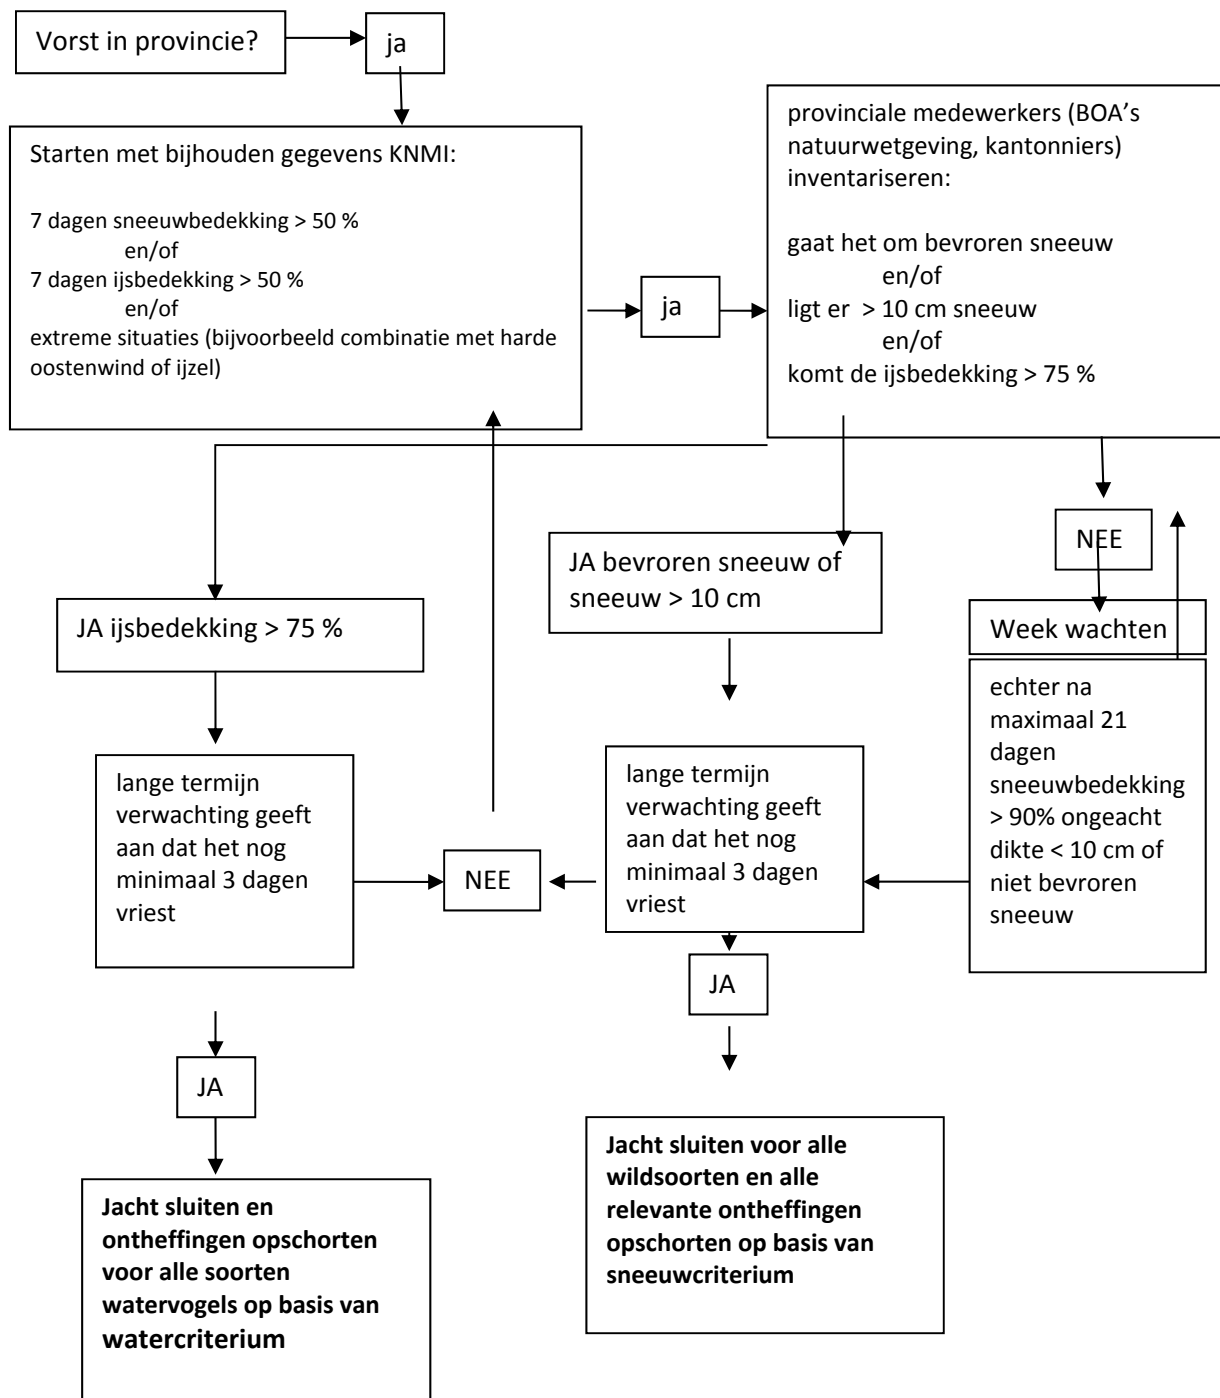 Vorst in provincie?
ja
Starten met bijhouden gegevens KNMI:
7 dagen sneeuwbedekking > 50 %
en/of
7 dagen ijsbedekking > 50 %
en/of
extreme situaties (bijvoorbeeld combinatie met harde
oostenwind of ijzel)
ja
provinciale medewerkers (BOA’s
natuurwetgeving, kantonniers)
inventariseren:
gaat het om bevroren sneeuw
en/of
ligt er > 10 cm sneeuw
en/of
komt de ijsbedekking > 75 %
JA ijsbedekking > 75 %
JA bevroren sneeuw of
sneeuw > 10 cm
NEE
Week wachten
echter na
maximaal 21
dagen
sneeuwbedekking
> 90% ongeacht
dikte < 10 cm of
niet bevroren
sneeuw
lange termijn
verwachting geeft
aan dat het nog
minimaal 3 dagen
vriest
NEE
lange termijn
verwachting geeft
aan dat het nog
minimaal 3 dagen
vriest
JA
JA
Jacht sluiten en
ontheffingen opschorten
voor alle soorten
watervogels op basis van
watercriterium
Jacht sluiten voor alle
wildsoorten en alle
relevante ontheffingen
opschorten op basis van
sneeuwcriterium